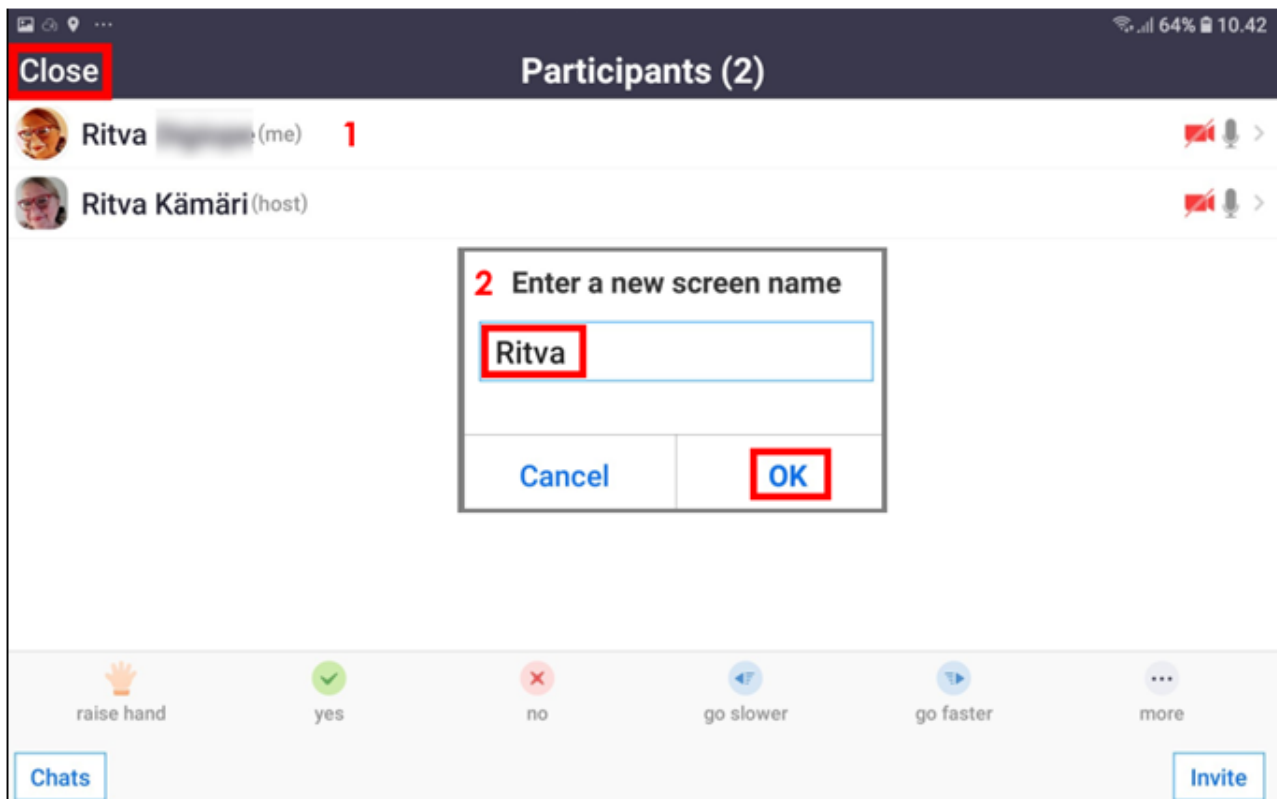 64% 10.42
Close Participants (2)
Ritva (me) 1
Ritva Kämäri (host)
2 Enter a new screen name
Ritva
Cancel OK
raise hand yes no go slower go faster more
Chats Invite